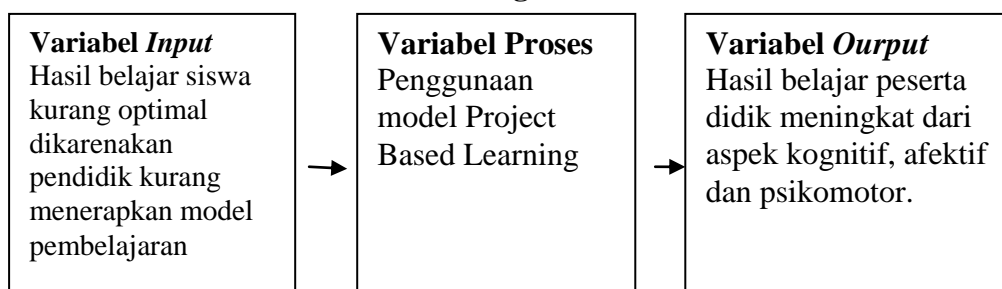 Variabel Input
Hasil belajar siswa
kurang optimal
dikarenakan
pendidik kurang
menerapkan model
pembelajaran
Variabel Proses
Penggunaan
model Project
Based Learning
Variabel Ourput
Hasil belajar peserta
didik meningkat dari
aspek kognitif, afektif
dan psikomotor.